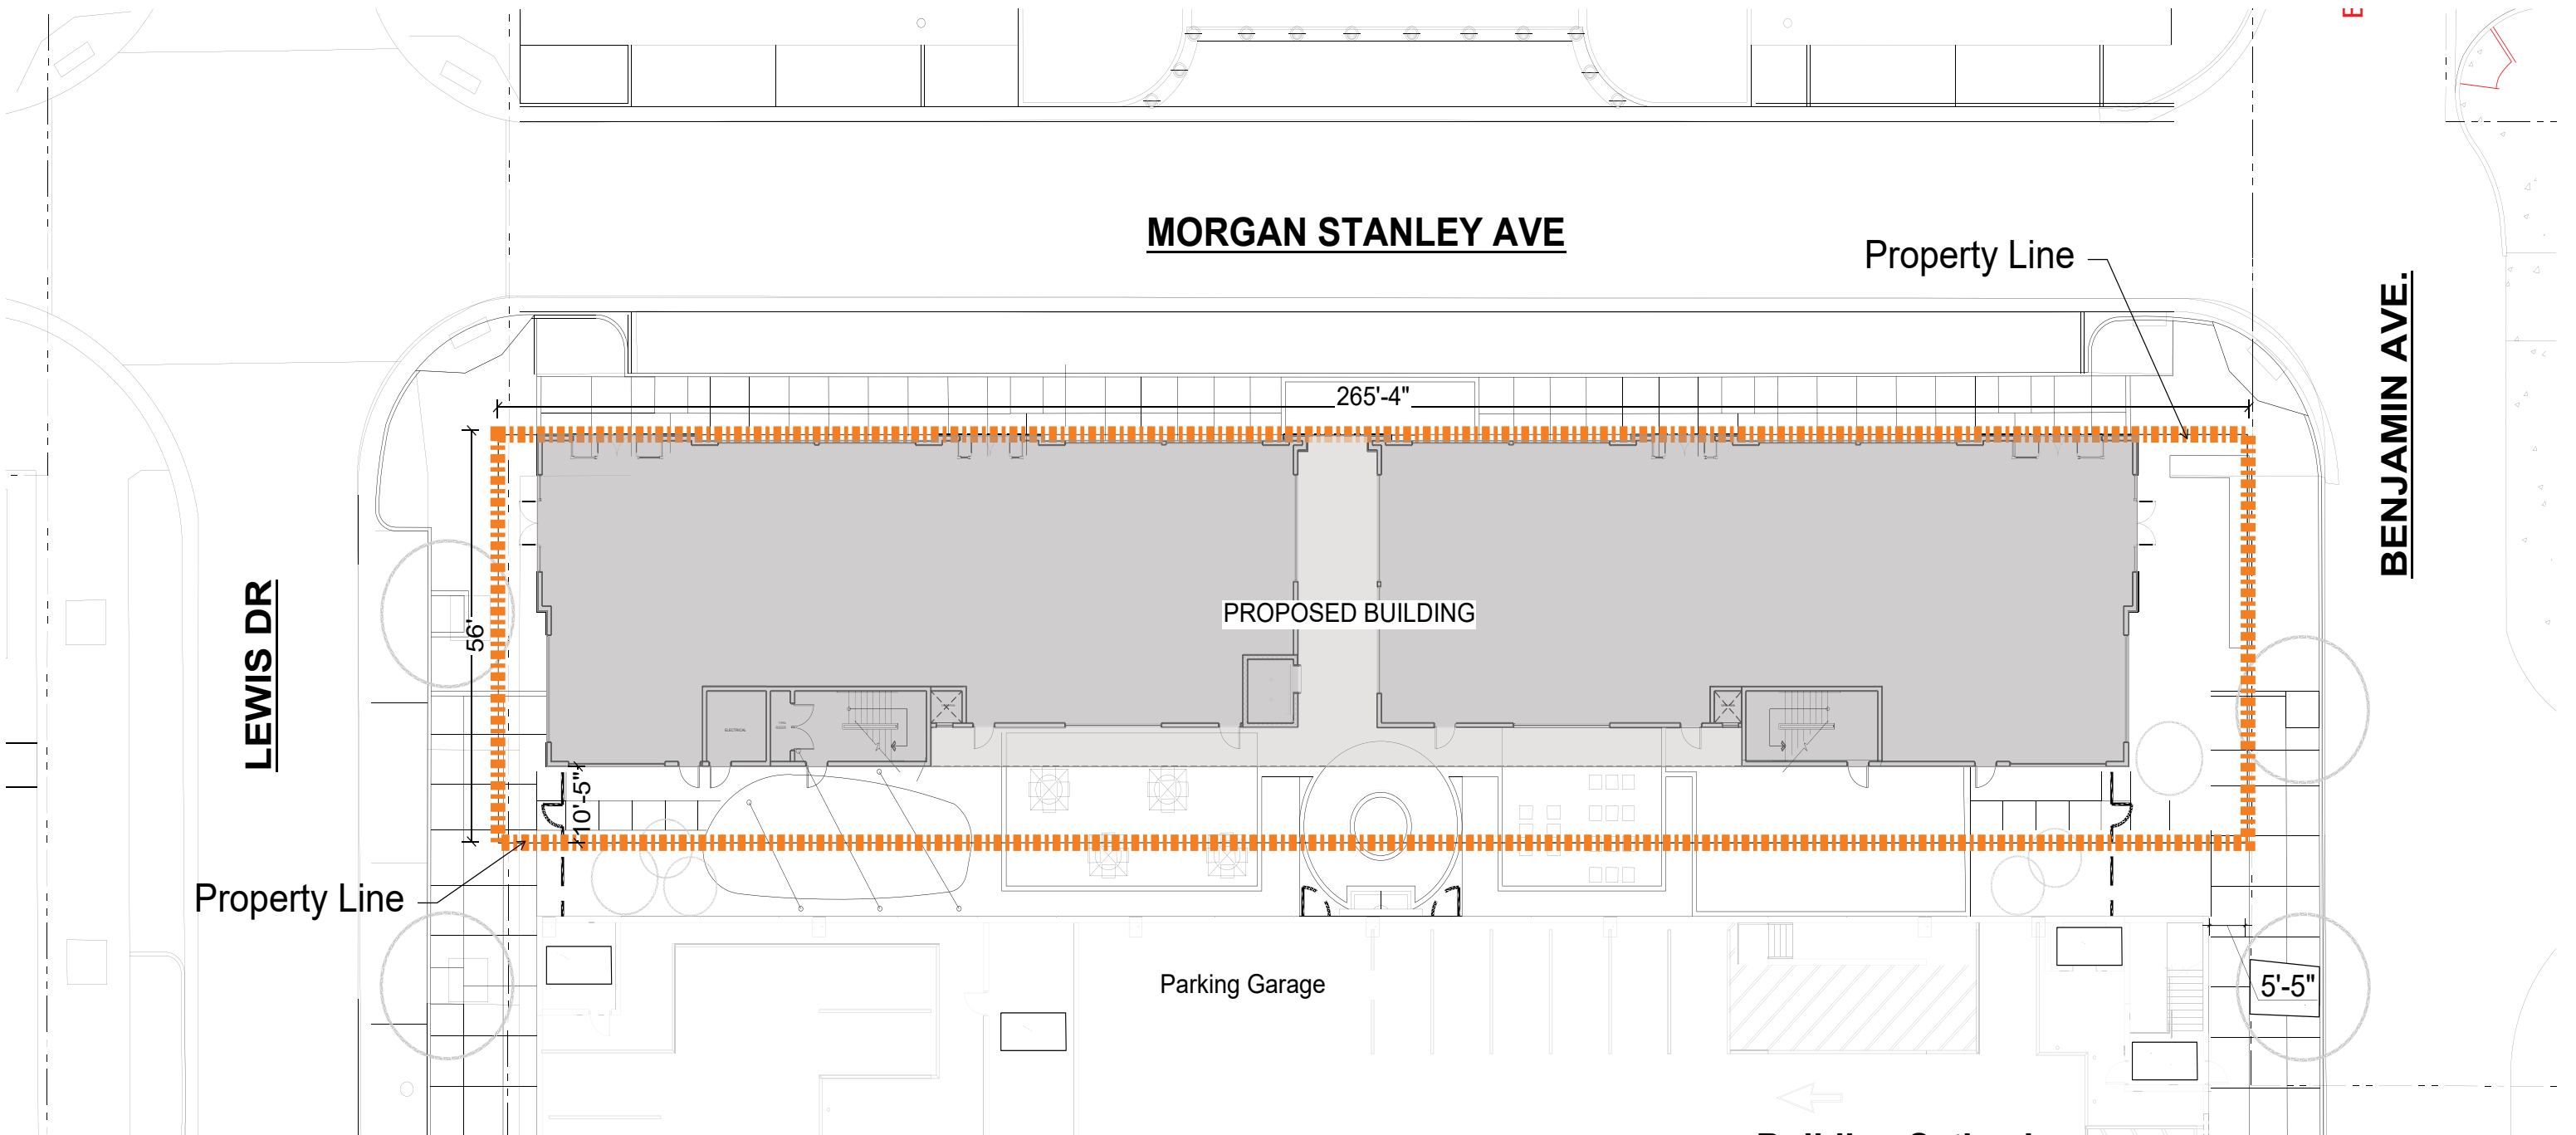 E
MORGAN STANLEY AVE
Property Line
BENJAMIN AVE.
265'-4"
56'
PROPOSED BUILDING
LEWIS DR
ELECTRICAL
10'-5"
Property Line
Parking Garage
5'-5"